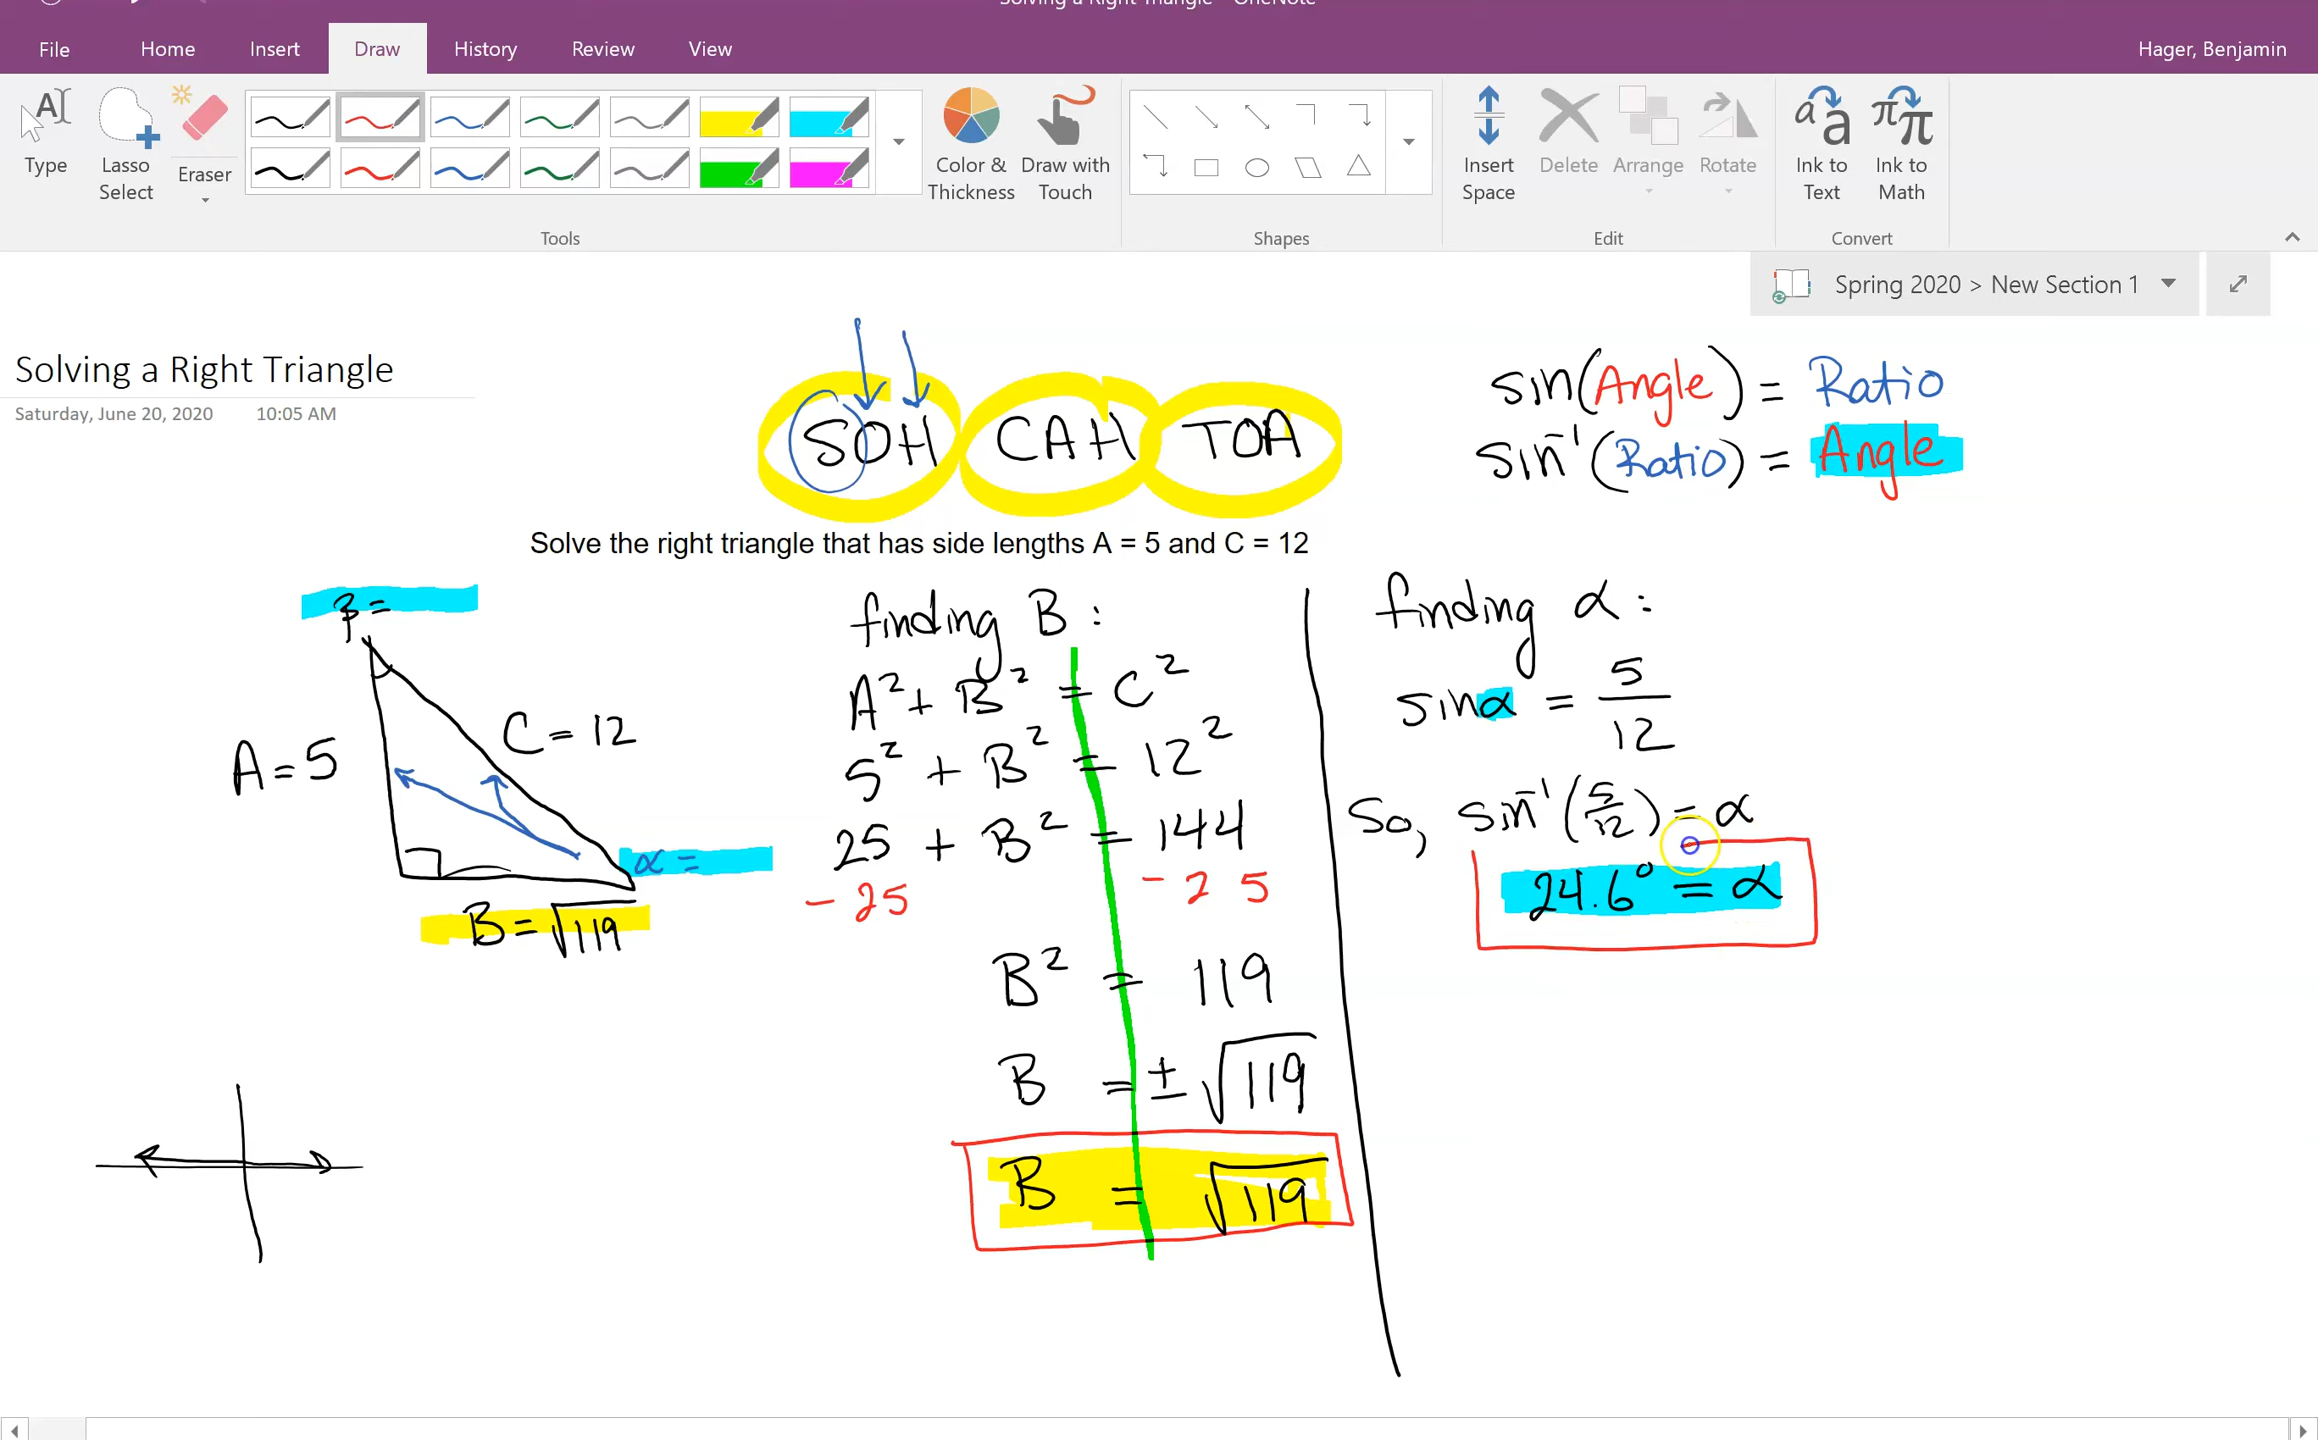 Solving a Right Triangle - OneNote
File Home Insert Draw History Review View
Hager, Benjamin
Type
Lasso Select
Eraser
Color & Thickness
Draw with Touch
Insert Space
Delete
Arrange
Rotate
Ink to Text
Ink to Math
Tools
Shapes
Edit
Convert
Spring 2020 > New Section 1
Solving a Right Triangle
Saturday, June 20, 2020 10:05 AM
SOH CAH TOA
sin(Angle) = Ratio
sin⁻¹(Ratio) = Angle
Solve the right triangle that has side lengths A = 5 and C = 12
β =
A = 5
C = 12
α =
B = √119
finding B:
A² + B² = C²
5² + B² = 12²
25 + B² = 144
- 25 - 25
B² = 119
B = ± √119
B = √119
finding α:
sinα = 5/12
So, sin⁻¹(5/12) = α
24.6° = α